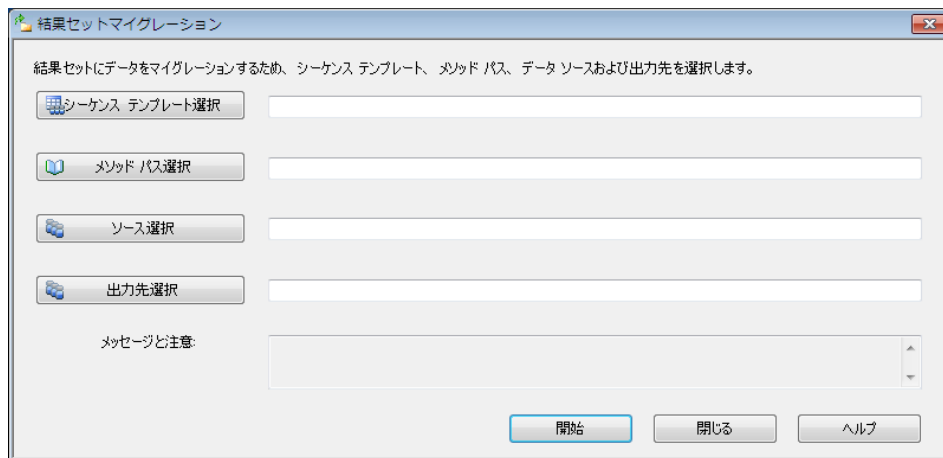 結果セットマイグレーション
結果セットにデータをマイグレーションするため、シーケンス テンプレート、メソッド パス、データ ソースおよび出力先を選択します。
シーケンス テンプレート選択
メソッド パス選択
ソース選択
出力先選択
メッセージと注意:
開始
閉じる
ヘルプ